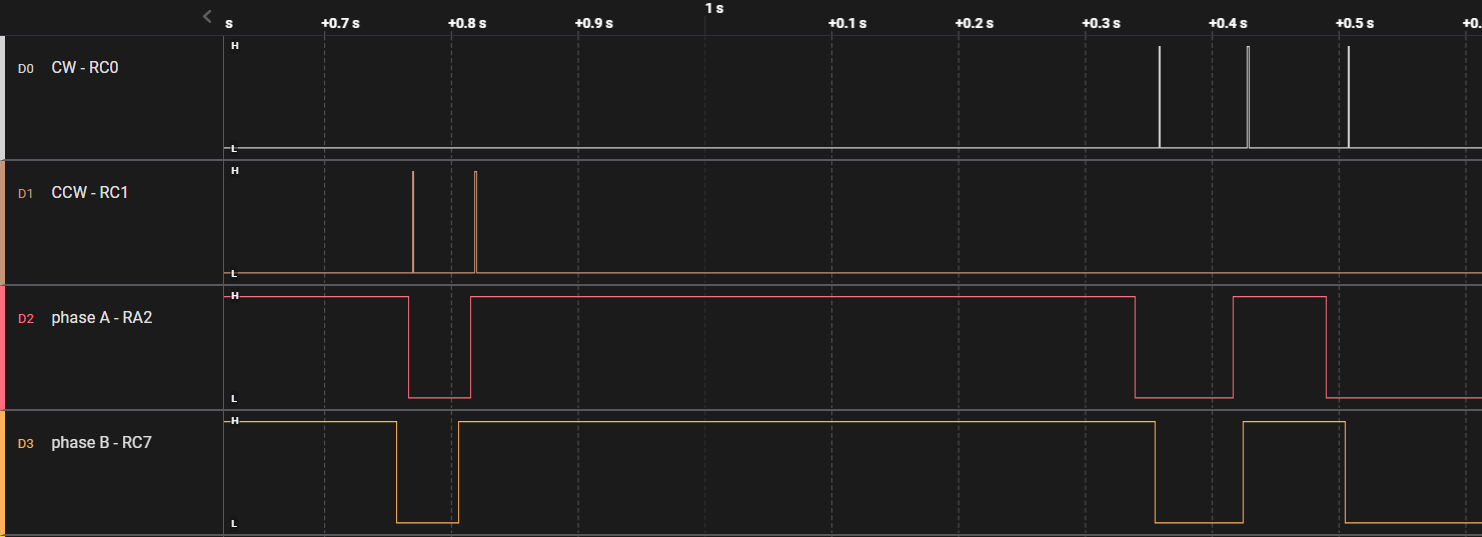 1 s
s +0.7 s +0.8 s +0.9 s +0.1 s +0.2 s +0.3 s +0.4 s +0.5 s +0.
H
D0 CW - RC0
L
H
D1 CCW - RC1
L
H
D2 phase A - RA2
L
H
D3 phase B - RC7
L